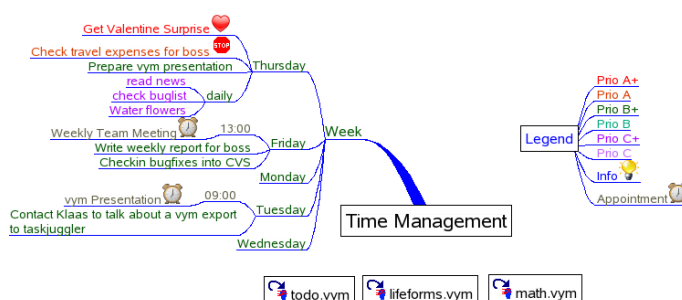 Get Valentine Surprise
STOP
Check travel expenses for boss
Prepare vym presentation
Thursday
read news
check buglist
daily
Water flowers
13:00
Weekly Team Meeting
Write weekly report for boss
Friday
Checkin bugfixes into CVS
Week
Monday
09:00
vym Presentation
Contact Klaas to talk about a vym export
to taskjuggler
Tuesday
Wednesday
Time Management
Legend
Prio A+
Prio A
Prio B+
Prio B
Prio C+
Prio C
Info
Appointment
todo.vym
lifeforms.vym
math.vym